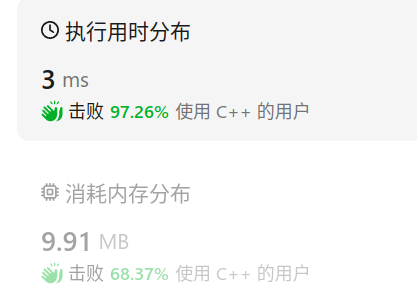 执行用时分布
3 ms
击败 97.26% 使用 C++ 的用户
消耗内存分布
9.91 MB
击败 68.37% 使用 C++ 的用户